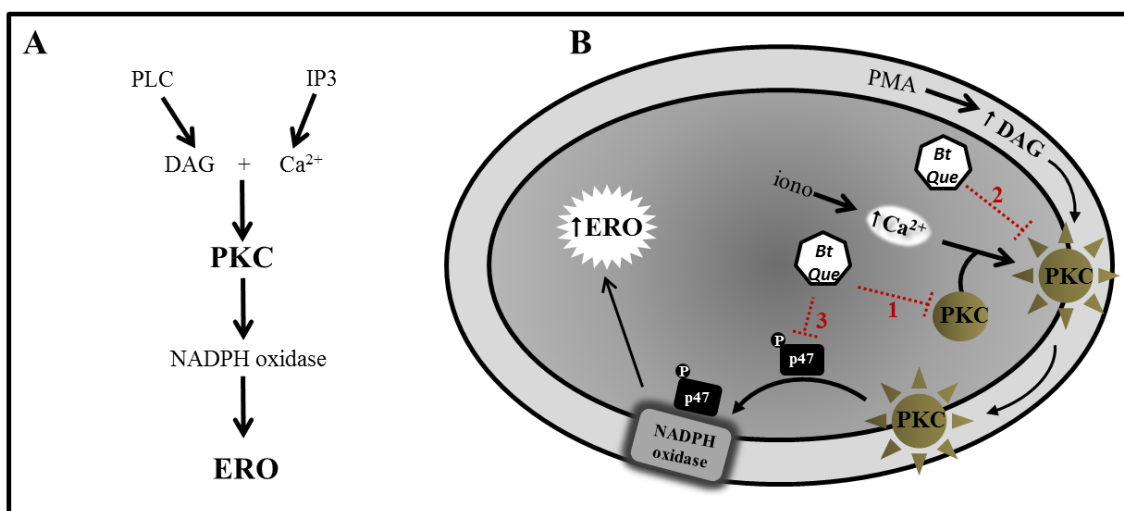 A
PLC IP3
DAG + Ca²⁺
PKC
NADPH oxidase
ERO
B
PMA
↑ DAG
Bt
Que
2
iono
↑Ca²⁺
↑ERO
Bt
Que
PKC
1
PKC
3
P
p47
P
p47
PKC
NADPH
oxidase